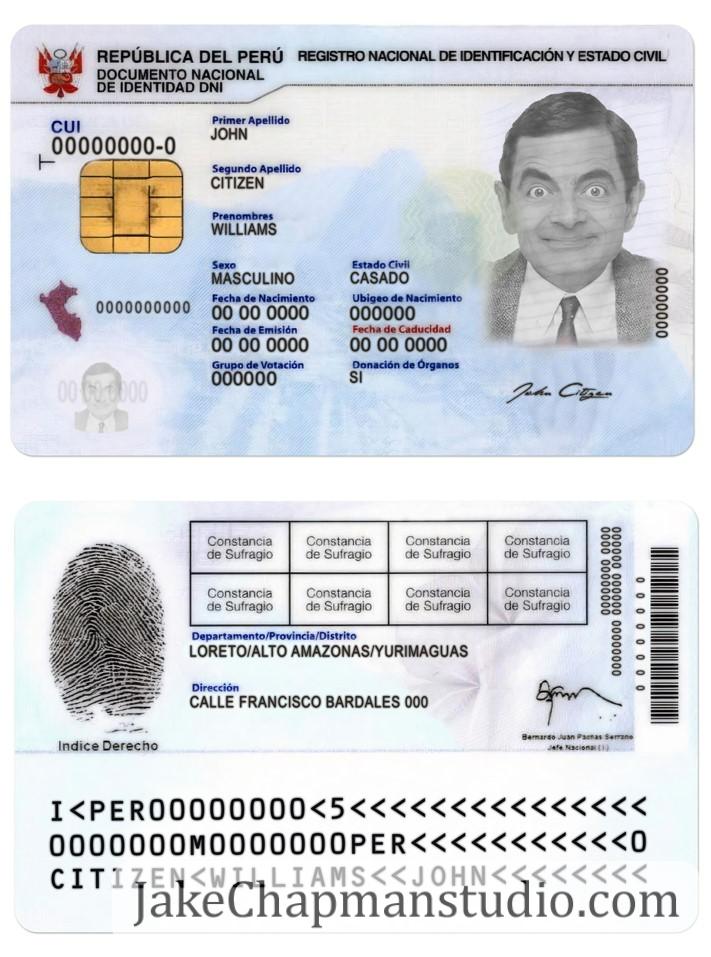 REPÚBLICA DEL PERÚ REGISTRO NACIONAL DE IDENTIFICACIÓN Y ESTADO CIVIL
DOCUMENTO NACIONAL
DE IDENTIDAD DNI
CUI
00000000-0
T
Primer Apellido
JOHN
Segundo Apellido
CITIZEN
Prenombres
WILLIAMS
Sexo Estado Civil
MASCULINO CASADO
Fecha de Nacimiento Ubigeo de Nacimiento
00 00 0000 000000
Fecha de Emisión Fecha de Caducidad
00 00 0000 00 00 0000
Grupo de Votación Donación de Órganos
000000 SI
0000000000
00 00 0000
00000000
John Citizen
Constancia de Sufragio Constancia de Sufragio Constancia de Sufragio Constancia de Sufragio
Constancia de Sufragio Constancia de Sufragio Constancia de Sufragio Constancia de Sufragio
Departamento/Provincia/Distrito
LORETO/ALTO AMAZONAS/YURIMAGUAS
Dirección
CALLE FRANCISCO BARDALES 000
Indice Derecho
Bernardo Juan Pachas Serrano
Jefe Nacional (i)
I<PER00000000<5<<<<<<<<<<<<<<<
0000000M0000000PER<<<<<<<<<<<0
CITIZEN<WILLIAMS<<JOHN<<<<<<<<
JakeChapmanstudio.com